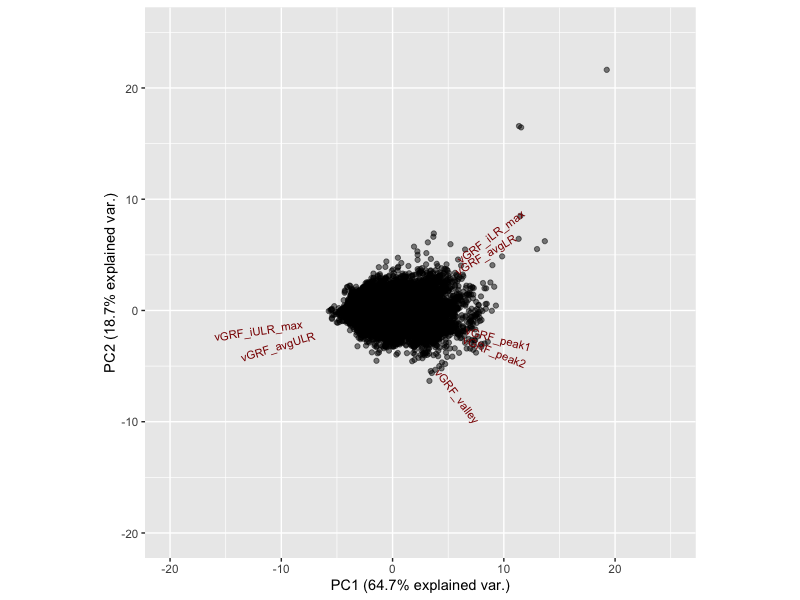 20
10
0
-10
-20
PC2 (18.7% explained var.)
vGRF_iLR_max
vGRF_avgLR
vGRF_iULR_max
vGRF_avgULR
vGRF_peak1
vGRF_peak2
vGRF_valley
-20 -10 0 10 20
PC1 (64.7% explained var.)